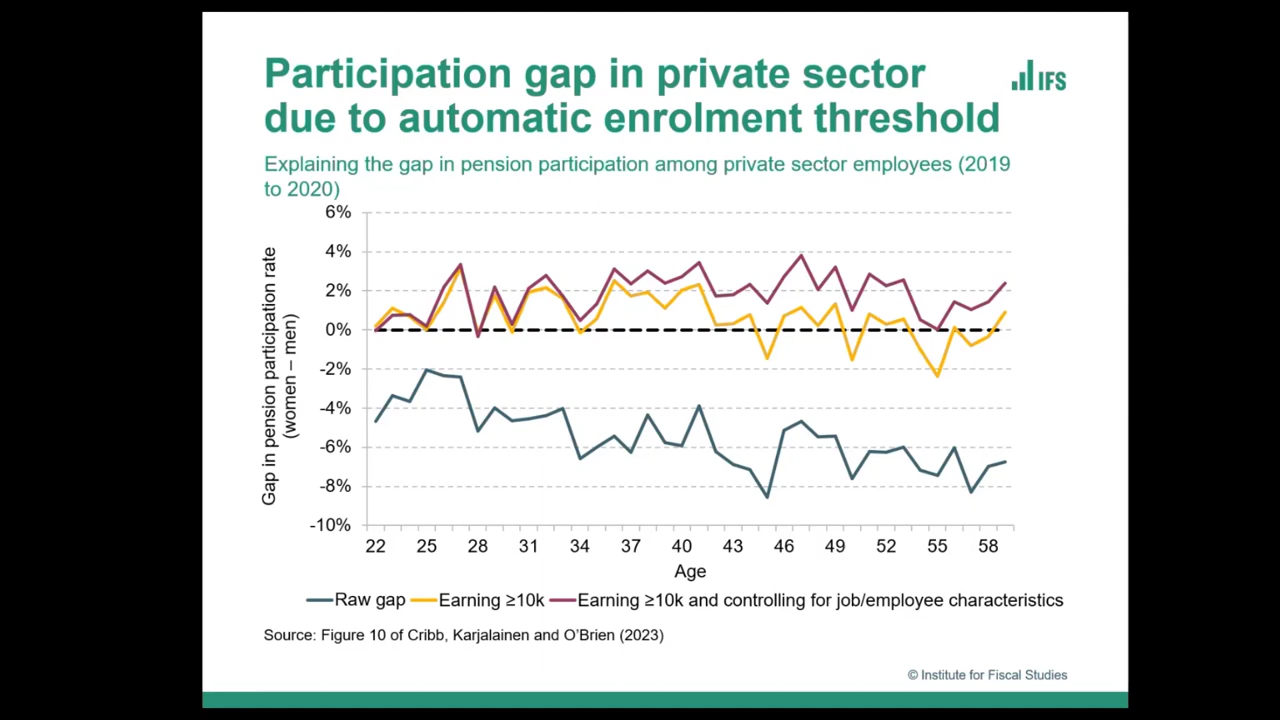 Participation gap in private sector
due to automatic enrolment threshold
IFS
Explaining the gap in pension participation among private sector employees (2019
to 2020)
Gap in pension participation rate
(women – men)
6%
4%
2%
0%
-2%
-4%
-6%
-8%
-10%
22 25 28 31 34 37 40 43 46 49 52 55 58
Age
Raw gap Earning ≥10k Earning ≥10k and controlling for job/employee characteristics
Source: Figure 10 of Cribb, Karjalainen and O’Brien (2023)
© Institute for Fiscal Studies